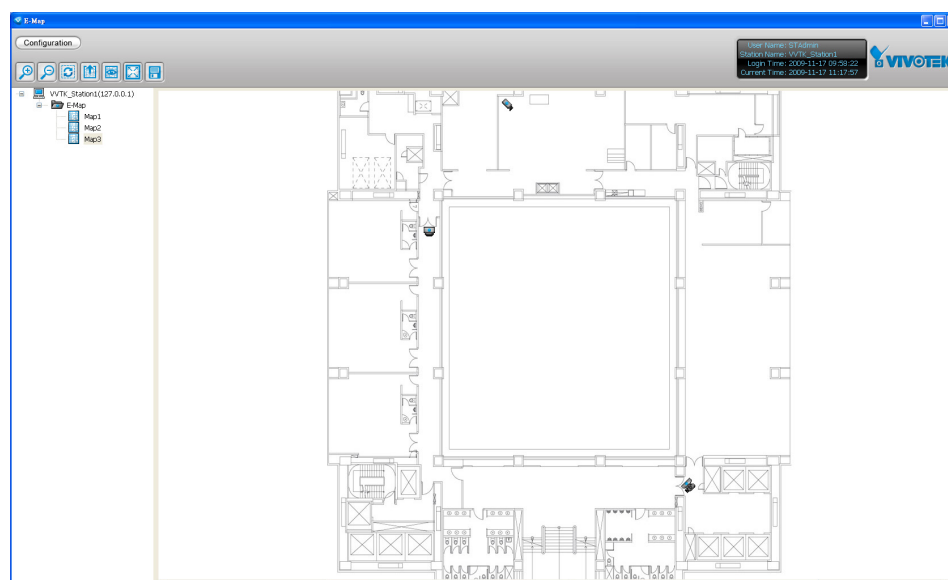 E-Map
Configuration
User Name: STAdmin
Station Name: VVTK_Station1
Login Time: 2009-11-17 09:58:22
Current Time: 2009-11-17 11:17:57
VIVOTEK
VVTK_Station1(127.0.0.1)
E-Map
Map1
Map2
Map3